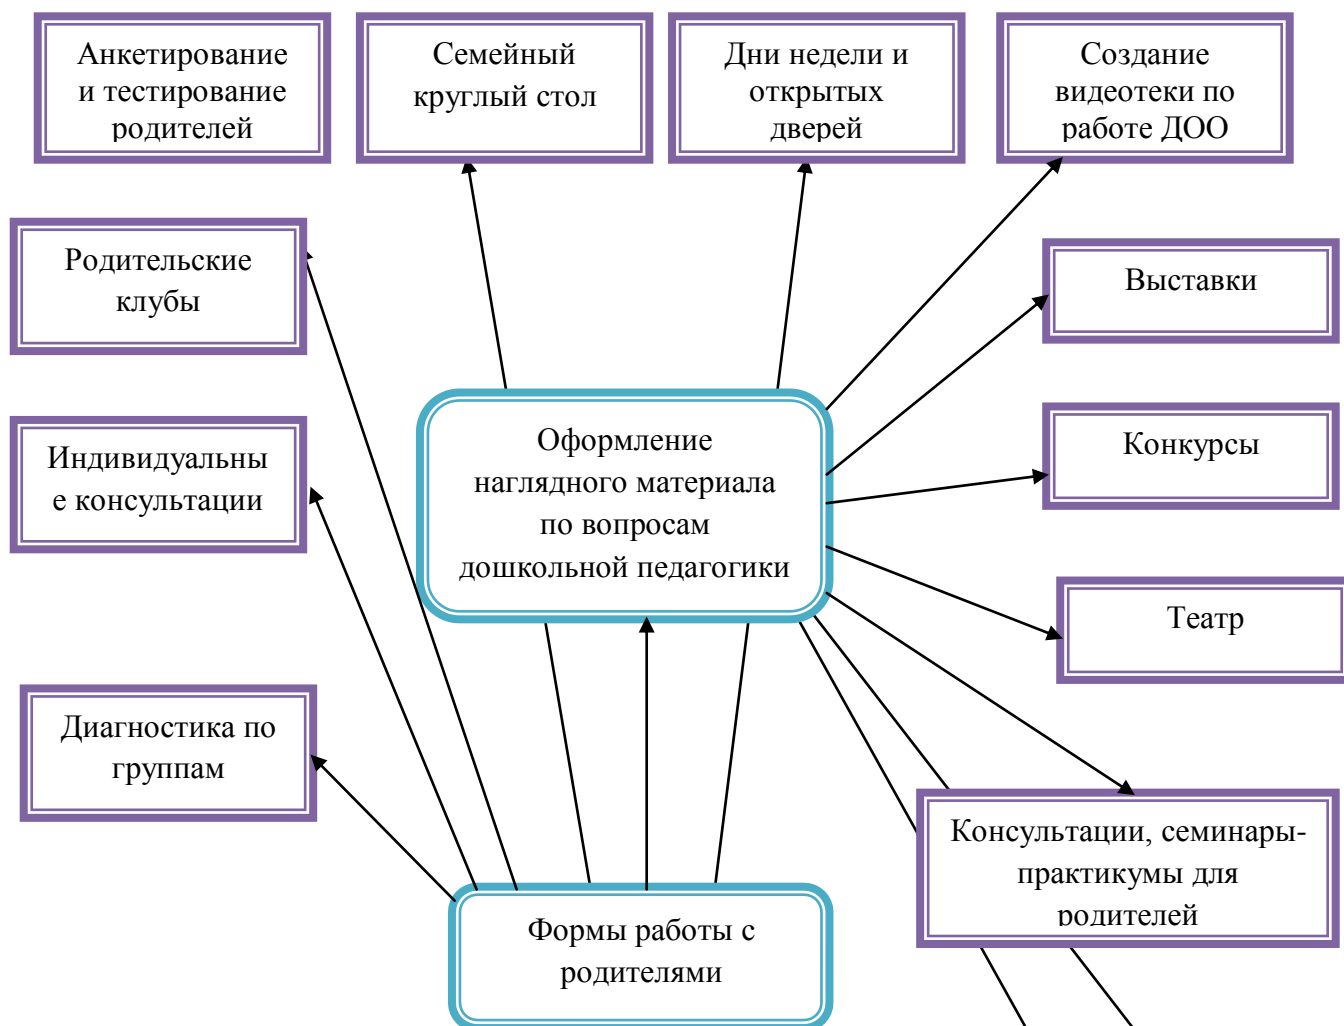 Анкетирование
и тестирование
родителей
Семейный
круглый стол
Дни недели и
открытых
дверей
Создание
видеотеки по
работе ДОО
Родительские
клубы
Выставки
Индивидуальны
е консультации
Оформление
наглядного материала
по вопросам
дошкольной педагогики
Конкурсы
Театр
Диагностика по
группам
Консультации, семинары-
практикумы для
родителей
Формы работы с
родителями